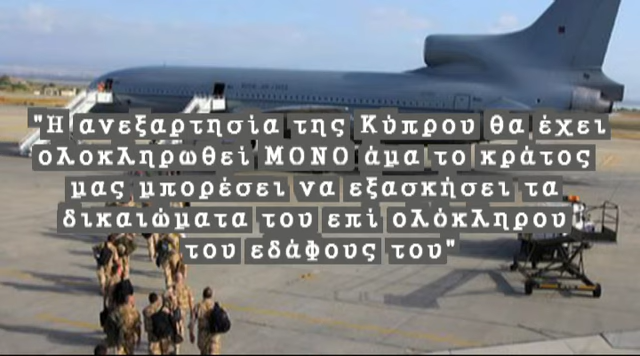 "Η ανεξαρτησία της Κύπρου θα έχει
ολοκληρωθεί ΜΟΝΟ άμα το κράτος
μας μπορέσει να εξασκήσει τα
δικαιώματα του επί ολόκληρου
του εδάφους του"